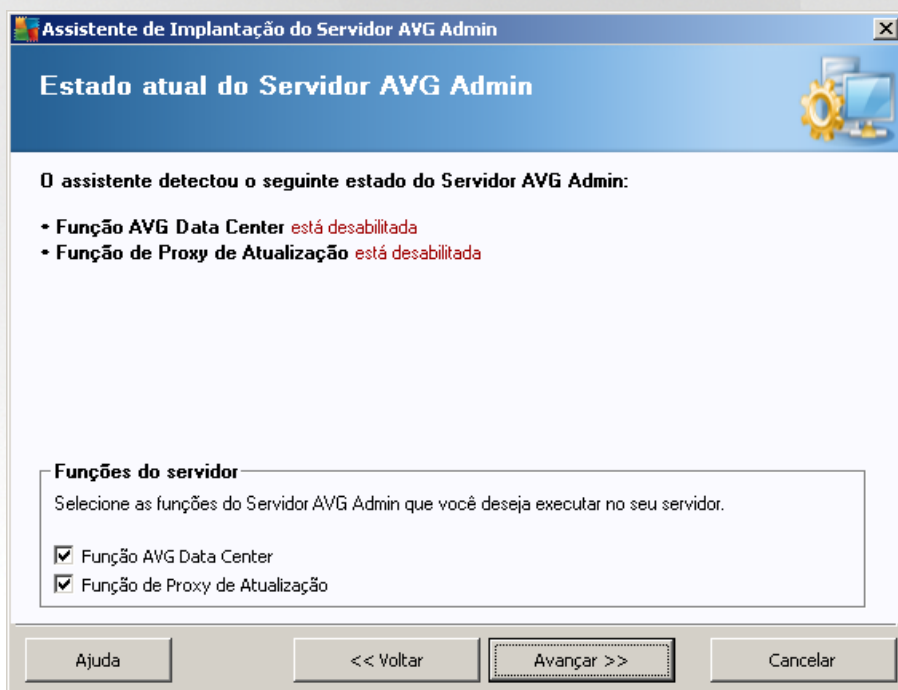 Assistente de Implantação do Servidor AVG Admin
Estado atual do Servidor AVG Admin
O assistente detectou o seguinte estado do Servidor AVG Admin:
• Função AVG Data Center está desabilitada
• Função de Proxy de Atualização está desabilitada
Funções do servidor
Selecione as funções do Servidor AVG Admin que você deseja executar no seu servidor.
Função AVG Data Center
Função de Proxy de Atualização
Ajuda
<< Voltar
Avançar >>
Cancelar